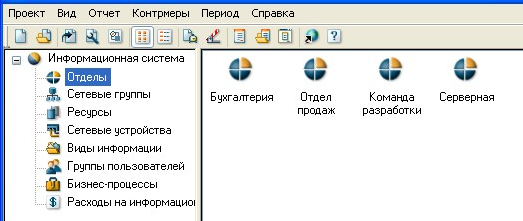 Проект Вид Отчет Контрмеры Период Справка
Информационная система
Отделы
Сетевые группы
Ресурсы
Сетевые устройства
Виды информации
Группы пользователей
Бизнес-процессы
Расходы на информацион
Бухгалтерия
Отдел продаж
Команда разработки
Серверная